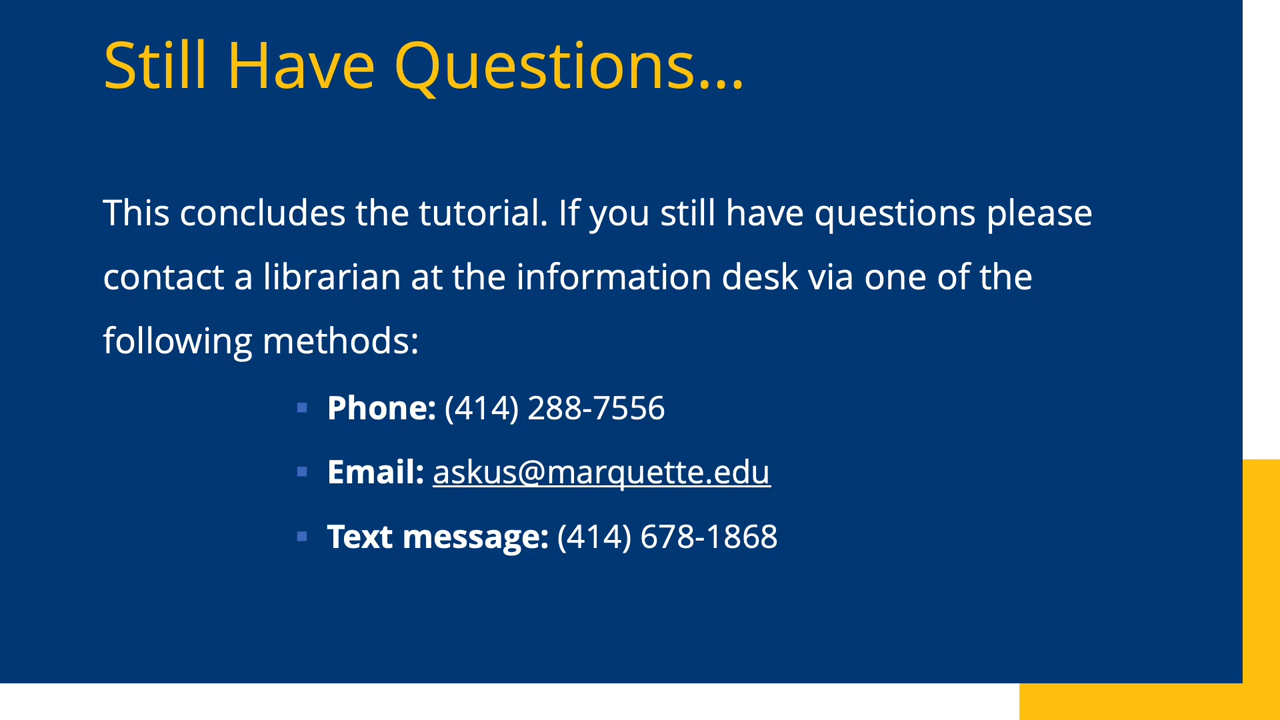 Still Have Questions...
This concludes the tutorial. If you still have questions please
contact a librarian at the information desk via one of the
following methods:
▪ Phone: (414) 288-7556
▪ Email: askus@marquette.edu
▪ Text message: (414) 678-1868